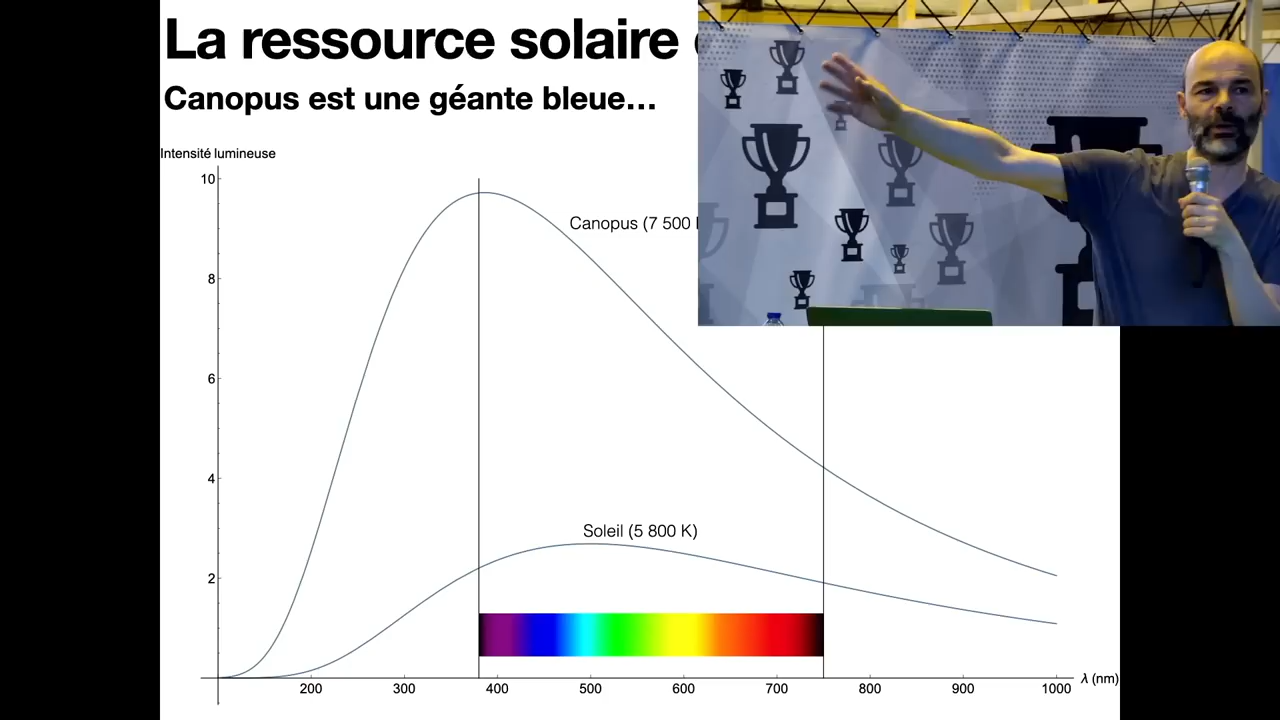 La ressource solaire
Canopus est une géante bleue…
Intensité lumineuse
10
Canopus (7 500
8
6
4
Soleil (5 800 K)
2
200 300 400 500 600 700 800 900 1000 λ (nm)